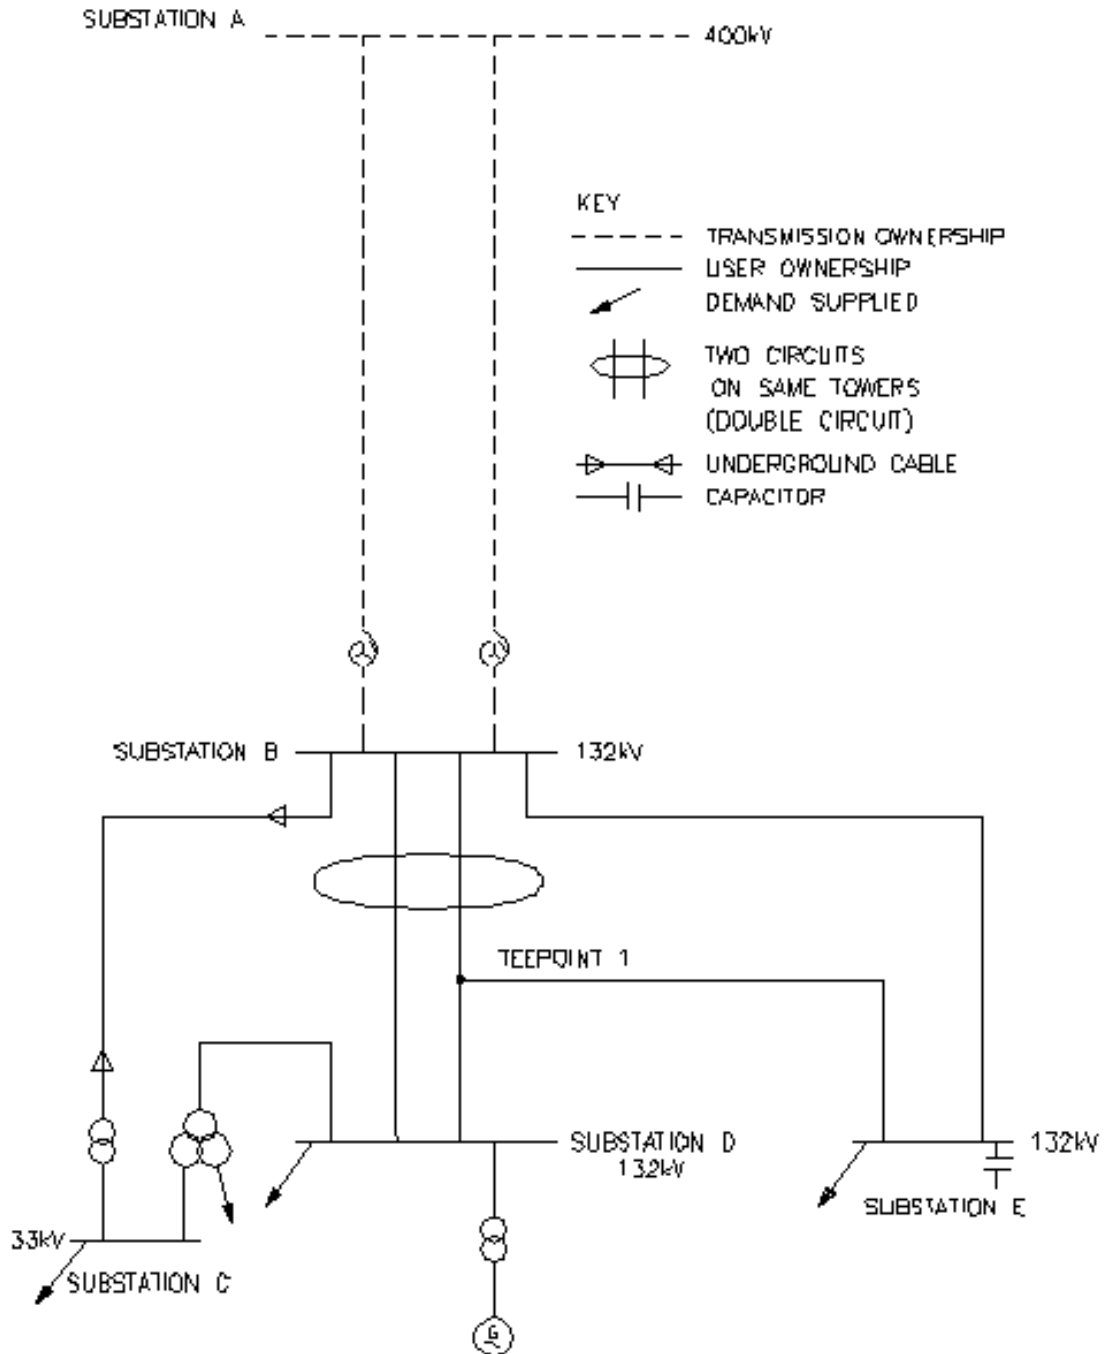 SUBSTATION A
400kV
KEY
TRANSMISSION OWNERSHIP
USER OWNERSHIP
DEMAND SUPPLIED
TWO CIRCUITS
ON SAME TOWERS
(DOUBLE CIRCUIT)
UNDERGROUND CABLE
CAPACITOR
SUBSTATION B
132kV
TEEPOINT 1
SUBSTATION D
132kV
132kV
SUBSTATION E
33kV
SUBSTATION C
G